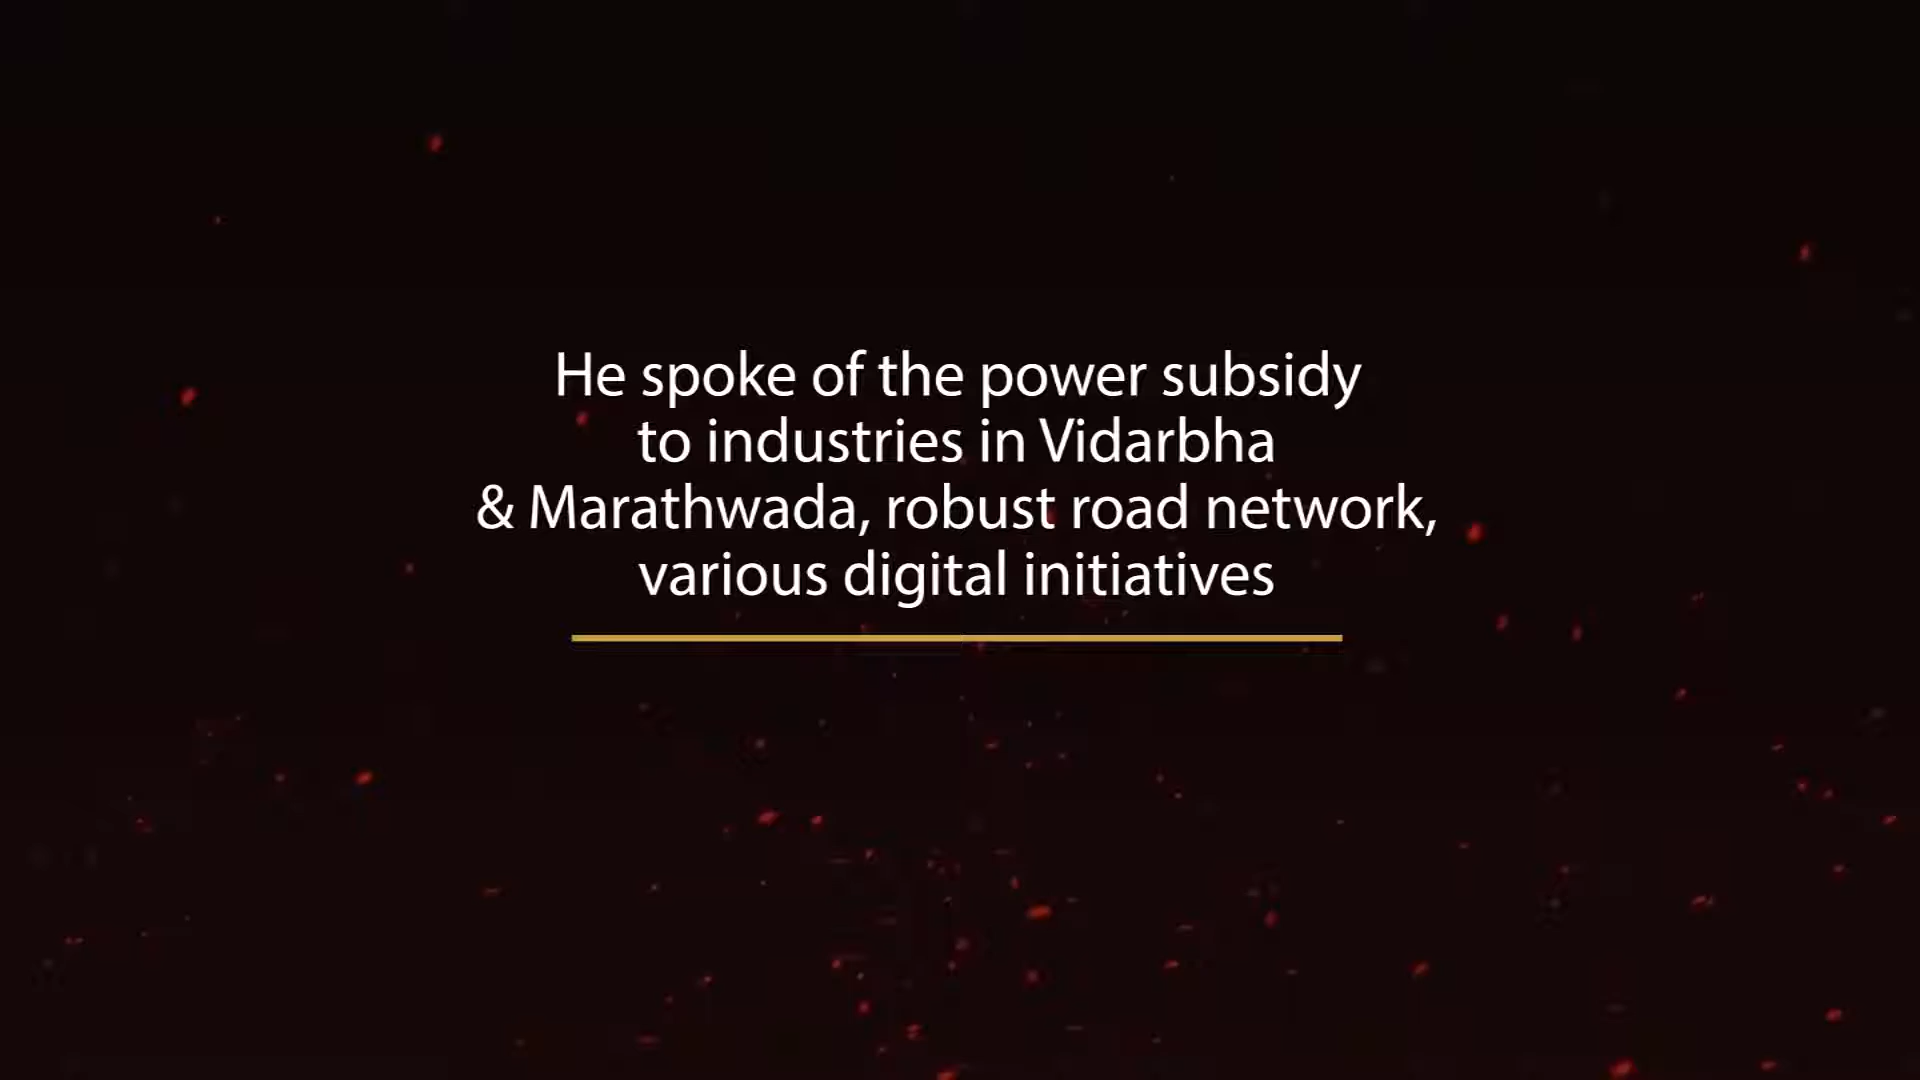 He spoke of the power subsidy
to industries in Vidarbha
& Marathwada, robust road network,
various digital initiatives